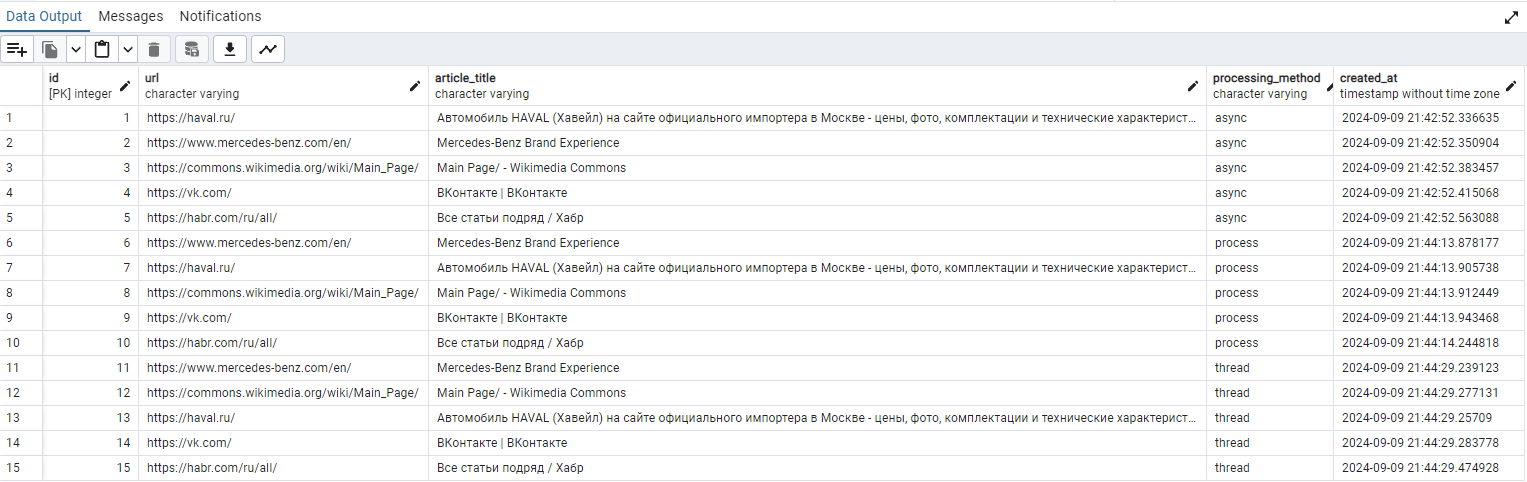 Data Output Messages Notifications
id url article_title processing_method created_at
[PK] integer character varying character varying character varying timestamp without time zone
1 1 https://haval.ru/ Автомобиль HAVAL (Хавейл) на сайте официального импортера в Москве - цены, фото, комплектации и технические характерист... async 2024-09-09 21:42:52.336635
2 2 https://www.mercedes-benz.com/en/ Mercedes-Benz Brand Experience async 2024-09-09 21:42:52.350904
3 3 https://commons.wikimedia.org/wiki/Main_Page/ Main Page/ - Wikimedia Commons async 2024-09-09 21:42:52.383457
4 4 https://vk.com/ ВКонтакте | ВКонтакте async 2024-09-09 21:42:52.415068
5 5 https://habr.com/ru/all/ Все статьи подряд / Хабр async 2024-09-09 21:42:52.563088
6 6 https://www.mercedes-benz.com/en/ Mercedes-Benz Brand Experience process 2024-09-09 21:44:13.878177
7 7 https://haval.ru/ Автомобиль HAVAL (Хавейл) на сайте официального импортера в Москве - цены, фото, комплектации и технические характерист... process 2024-09-09 21:44:13.905738
8 8 https://commons.wikimedia.org/wiki/Main_Page/ Main Page/ - Wikimedia Commons process 2024-09-09 21:44:13.912449
9 9 https://vk.com/ ВКонтакте | ВКонтакте process 2024-09-09 21:44:13.943468
10 10 https://habr.com/ru/all/ Все статьи подряд / Хабр process 2024-09-09 21:44:14.244818
11 11 https://www.mercedes-benz.com/en/ Mercedes-Benz Brand Experience thread 2024-09-09 21:44:29.239123
12 12 https://commons.wikimedia.org/wiki/Main_Page/ Main Page/ - Wikimedia Commons thread 2024-09-09 21:44:29.277131
13 13 https://haval.ru/ Автомобиль HAVAL (Хавейл) на сайте официального импортера в Москве - цены, фото, комплектации и технические характерист... thread 2024-09-09 21:44:29.25709
14 14 https://vk.com/ ВКонтакте | ВКонтакте thread 2024-09-09 21:44:29.283778
15 15 https://habr.com/ru/all/ Все статьи подряд / Хабр thread 2024-09-09 21:44:29.474928